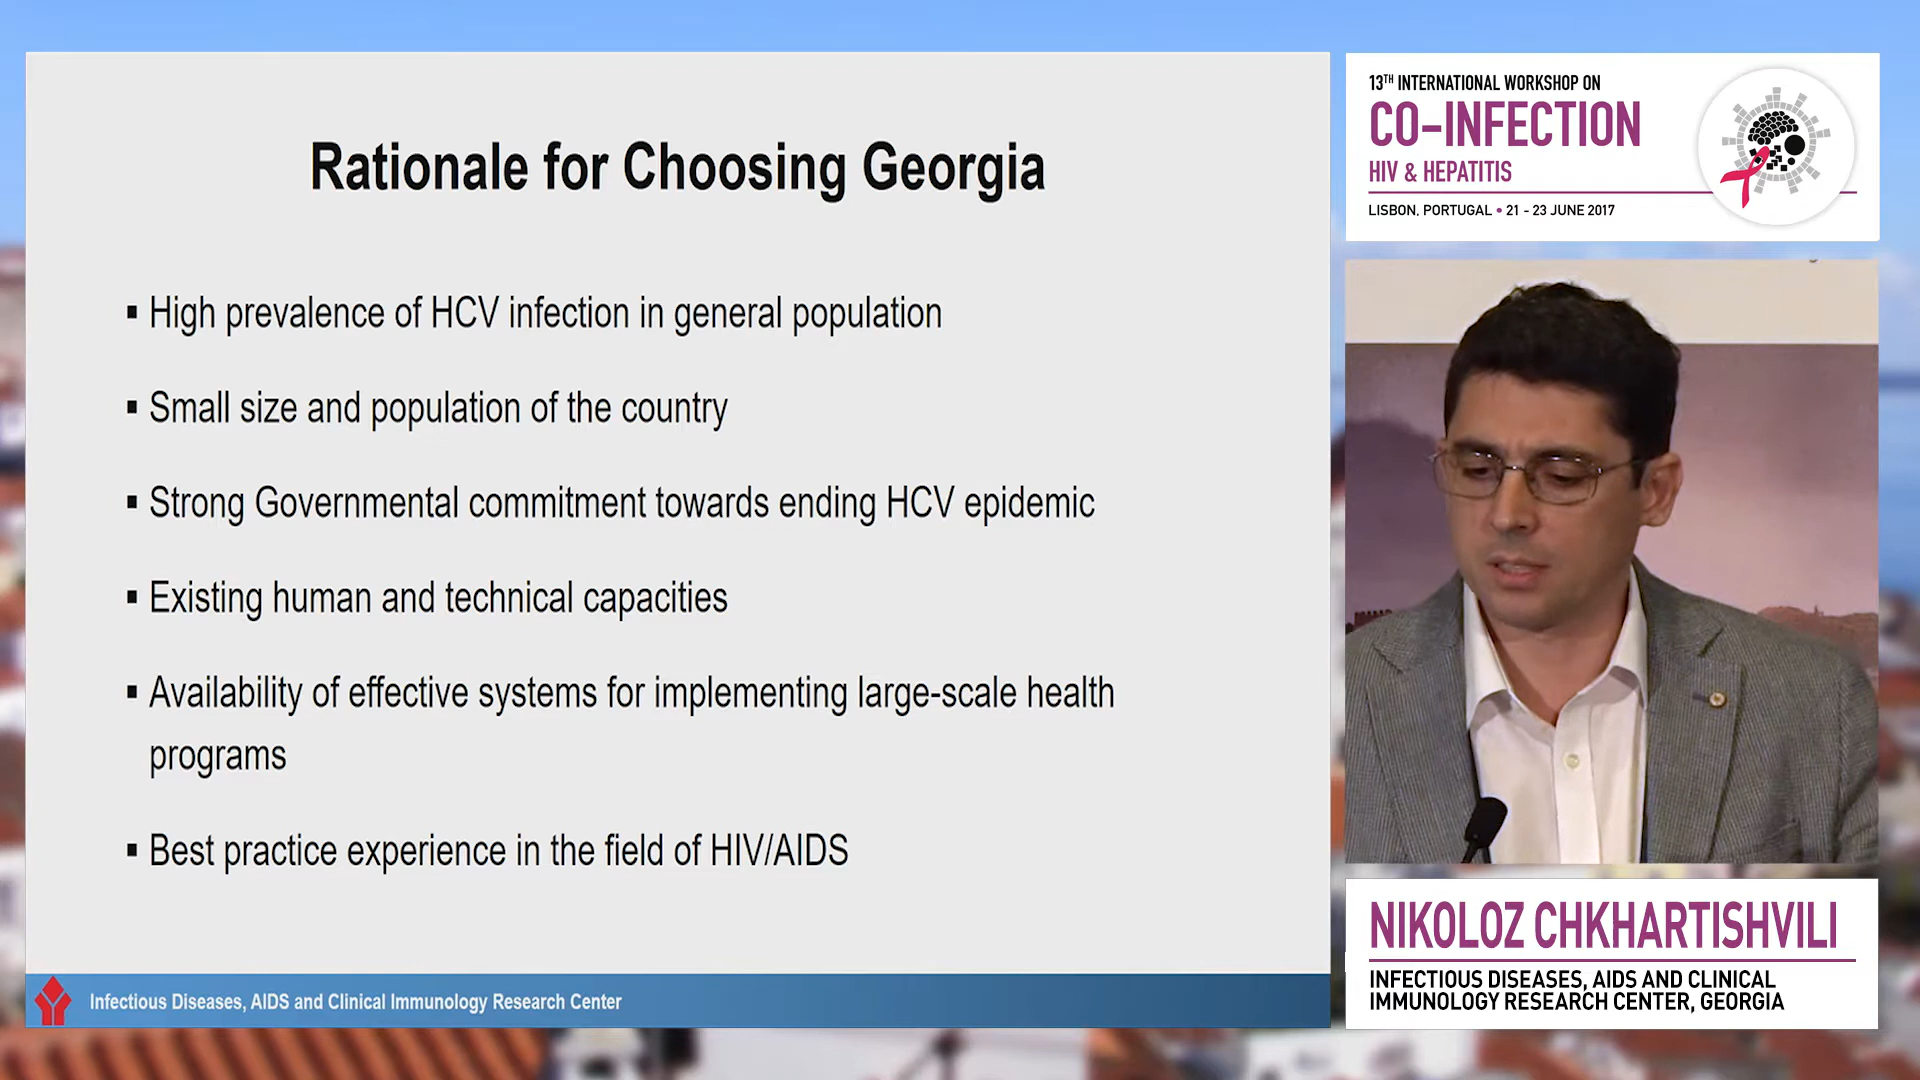 Rationale for Choosing Georgia
▪ High prevalence of HCV infection in general population
▪ Small size and population of the country
▪ Strong Governmental commitment towards ending HCV epidemic
▪ Existing human and technical capacities
▪ Availability of effective systems for implementing large-scale health
programs
▪ Best practice experience in the field of HIV/AIDS
Infectious Diseases, AIDS and Clinical Immunology Research Center
13TH INTERNATIONAL WORKSHOP ON
CO-INFECTION
HIV & HEPATITIS
LISBON, PORTUGAL • 21 - 23 JUNE 2017
NIKOLOZ CHKHARTISHVILI
INFECTIOUS DISEASES, AIDS AND CLINICAL
IMMUNOLOGY RESEARCH CENTER, GEORGIA